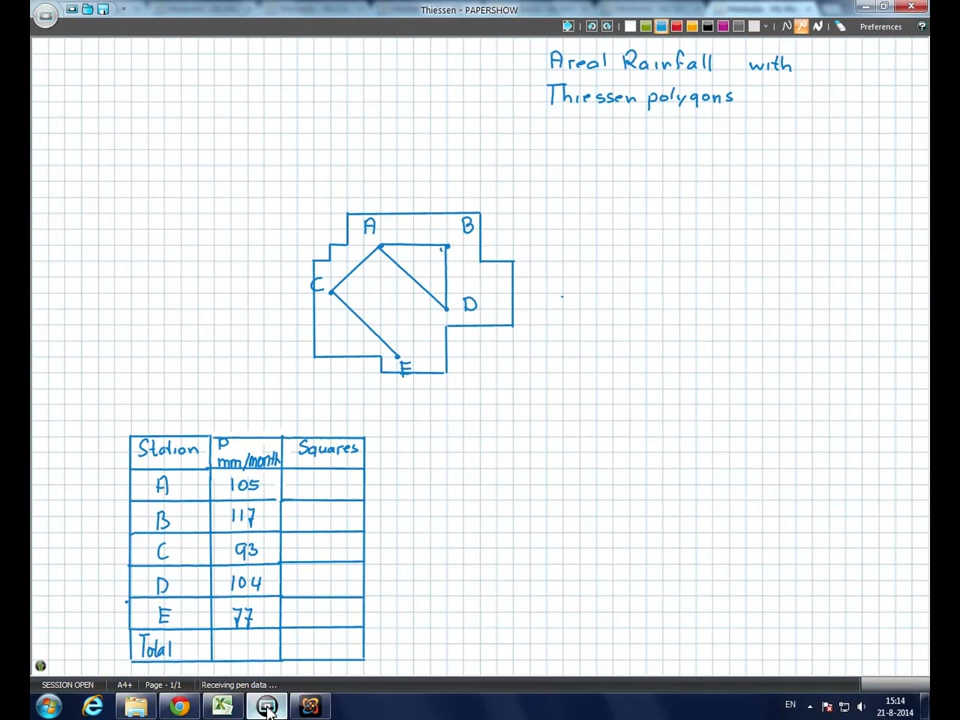 Thiessen - PAPERSHOW
Preferences
Areal Rainfall with
Thiessen polygons
A
B
C
D
E
Station P mm/month Squares
A 105
B 117
C 93
D 104
E 77
Total
SESSION OPEN A4+ Page - 1/1 Receiving pen data ...
EN 15:14
21-8-2014